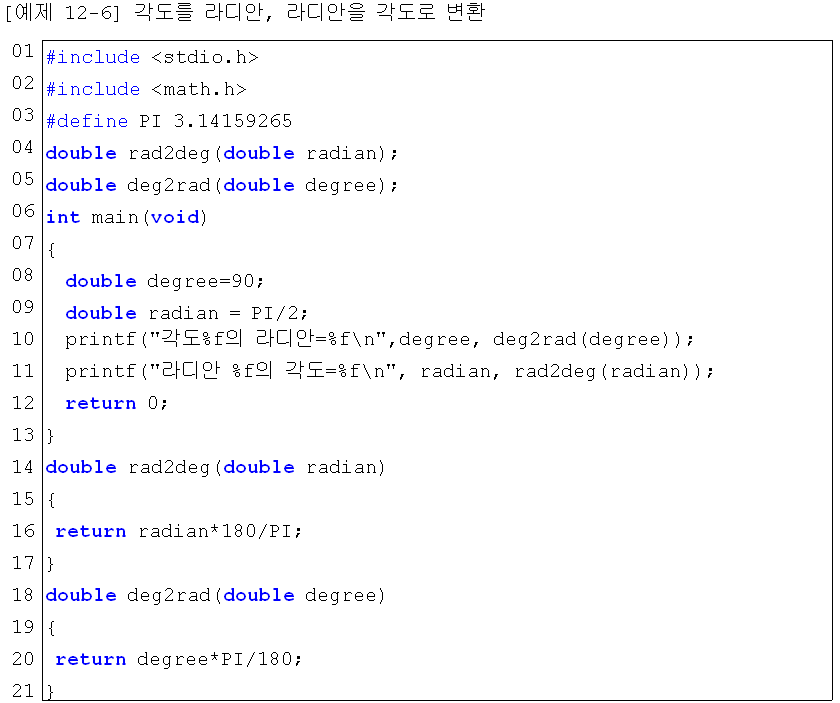 [예제 12-6] 각도를 라디안, 라디안을 각도로 변환
01 #include <stdio.h>
02 #include <math.h>
03 #define PI 3.14159265
04 double rad2deg(double radian);
05 double deg2rad(double degree);
06 int main(void)
07 {
08 double degree=90;
09 double radian = PI/2;
10 printf("각도%f의 라디안=%f\n",degree, deg2rad(degree));
11 printf("라디안 %f의 각도=%f\n", radian, rad2deg(radian));
12 return 0;
13 }
14 double rad2deg(double radian)
15 {
16 return radian*180/PI;
17 }
18 double deg2rad(double degree)
19 {
20 return degree*PI/180;
21 }